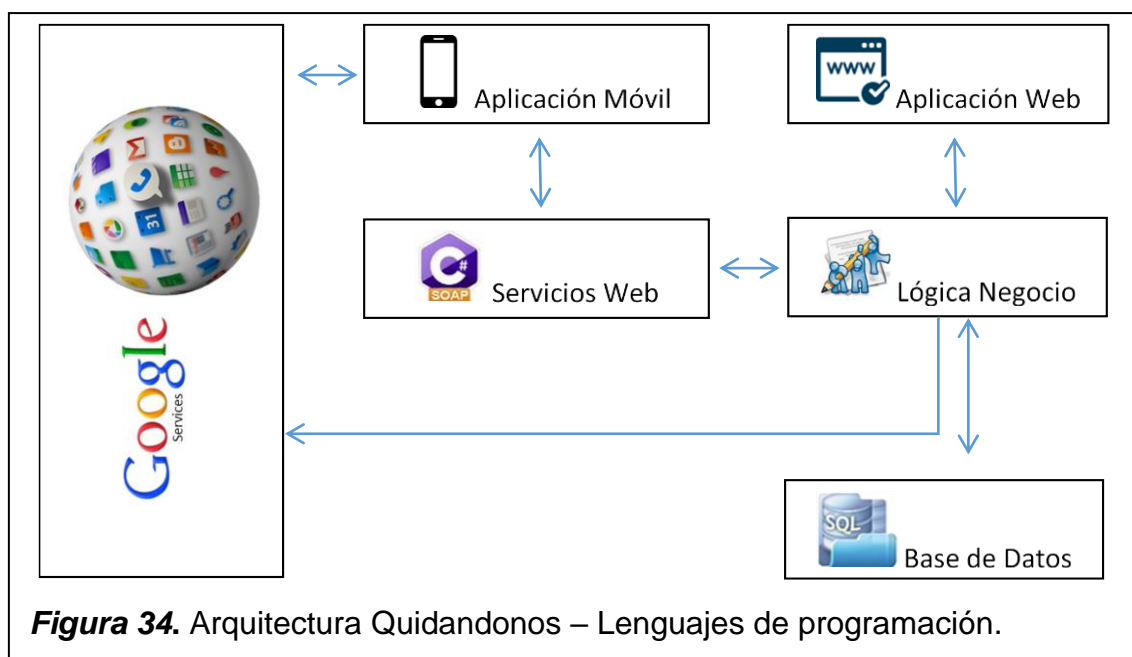 Aplicación Móvil
www
Aplicación Web
31
C#
SOAP
Servicios Web
Lógica Negocio
Google
Services
SQL
Base de Datos
Figura 34. Arquitectura Quidandonos – Lenguajes de programación.